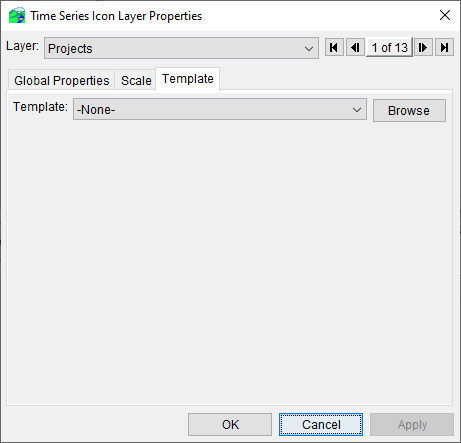 Time Series Icon Layer Properties
Layer: Projects 1 of 13
Global Properties Scale Template
Template: -None- Browse
OK Cancel Apply